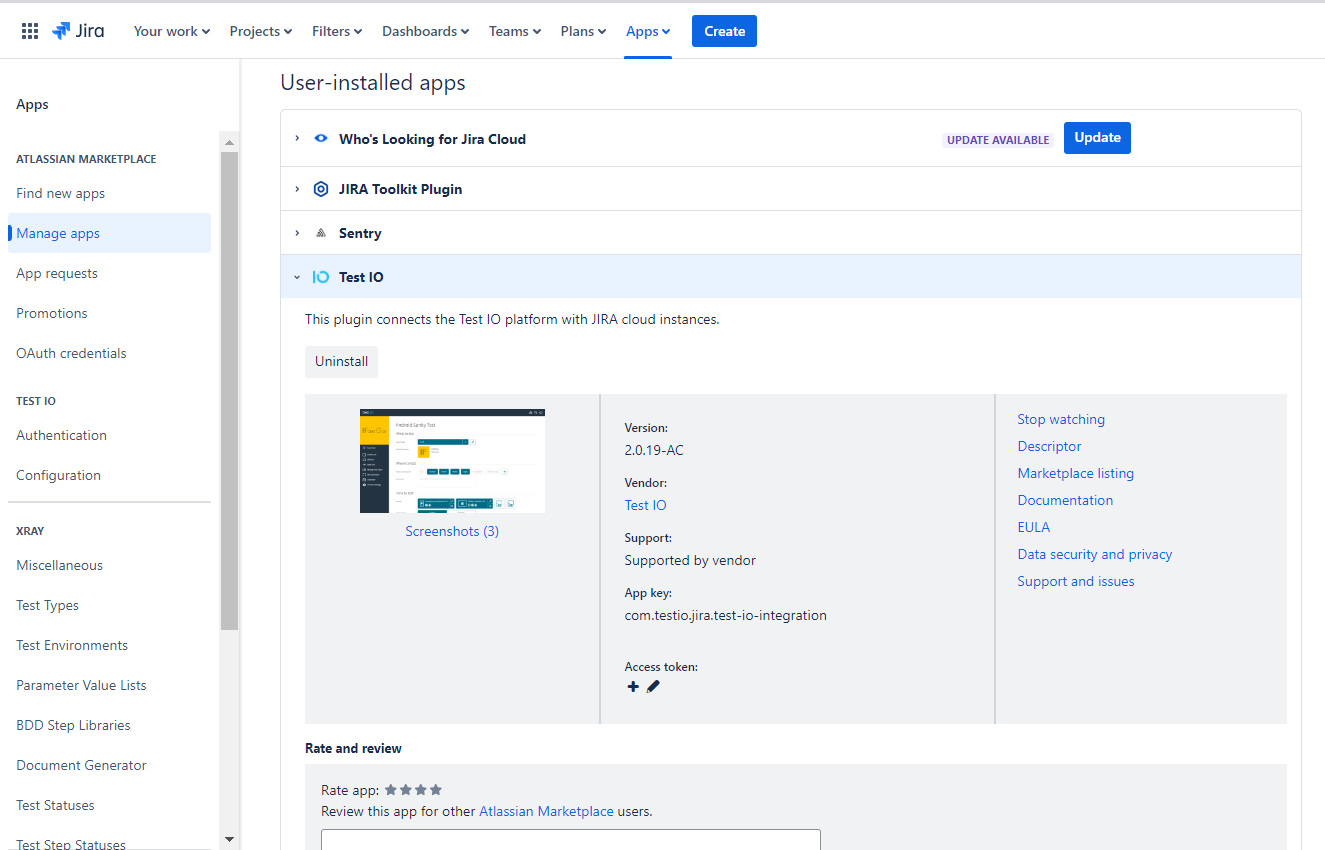 Jira Your work Projects Filters Dashboards Teams Plans Apps Create
Apps
ATLASSIAN MARKETPLACE
Find new apps
Manage apps
App requests
Promotions
OAuth credentials
TEST IO
Authentication
Configuration
XRAY
Miscellaneous
Test Types
Test Environments
Parameter Value Lists
BDD Step Libraries
Document Generator
Test Statuses
Test Step Statuses
User-installed apps
Who's Looking for Jira Cloud UPDATE AVAILABLE Update
JIRA Toolkit Plugin
Sentry
Test IO
This plugin connects the Test IO platform with JIRA cloud instances.
Uninstall
Android Sanity Test
Screenshots (3)
Version:
2.0.19-AC
Vendor:
Test IO
Support:
Supported by vendor
App key:
com.testio.jira.test-io-integration
Access token:
Stop watching
Descriptor
Marketplace listing
Documentation
EULA
Data security and privacy
Support and issues
Rate and review
Rate app:
Review this app for other Atlassian Marketplace users.